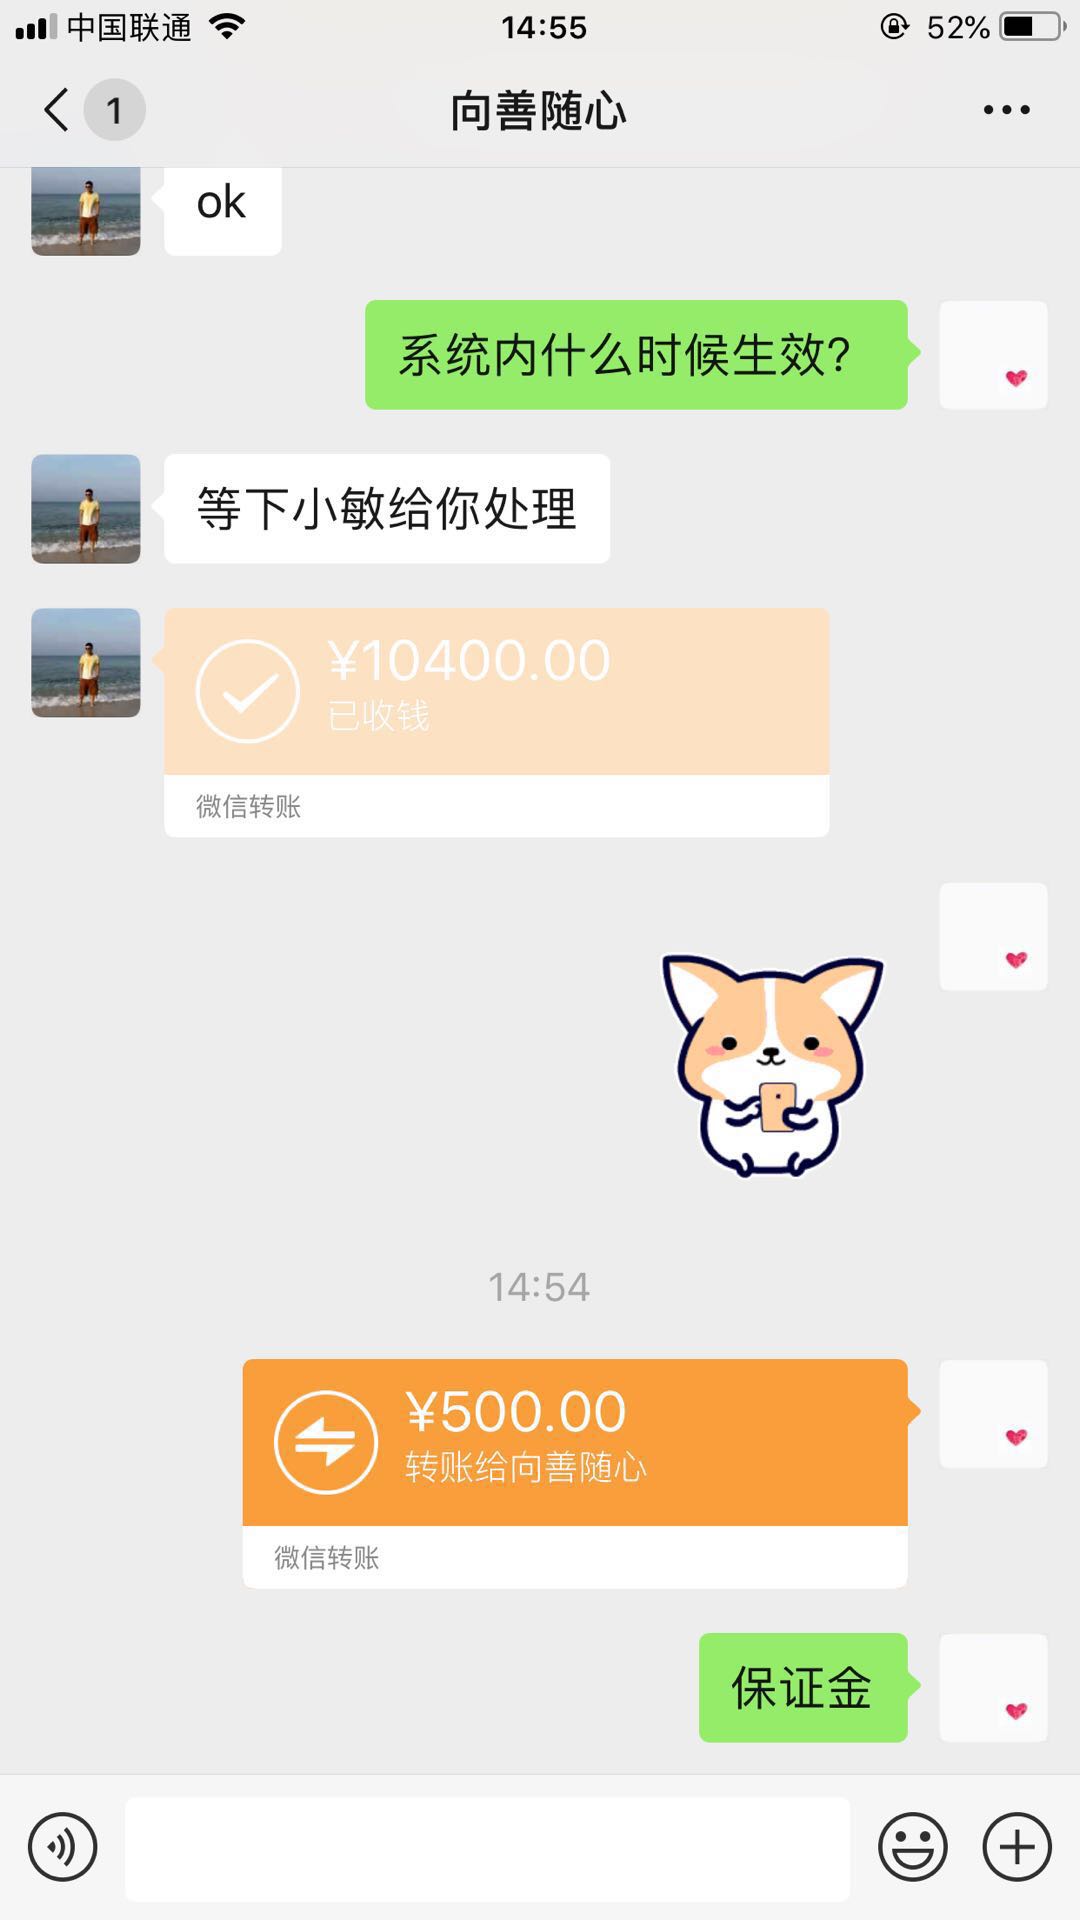 中国联通 14:55 52%
1 向善随心
ok
系统内什么时候生效?
等下小敏给你处理
¥10400.00
已收钱
微信转账
14:54
¥500.00
转账给向善随心
微信转账
保证金